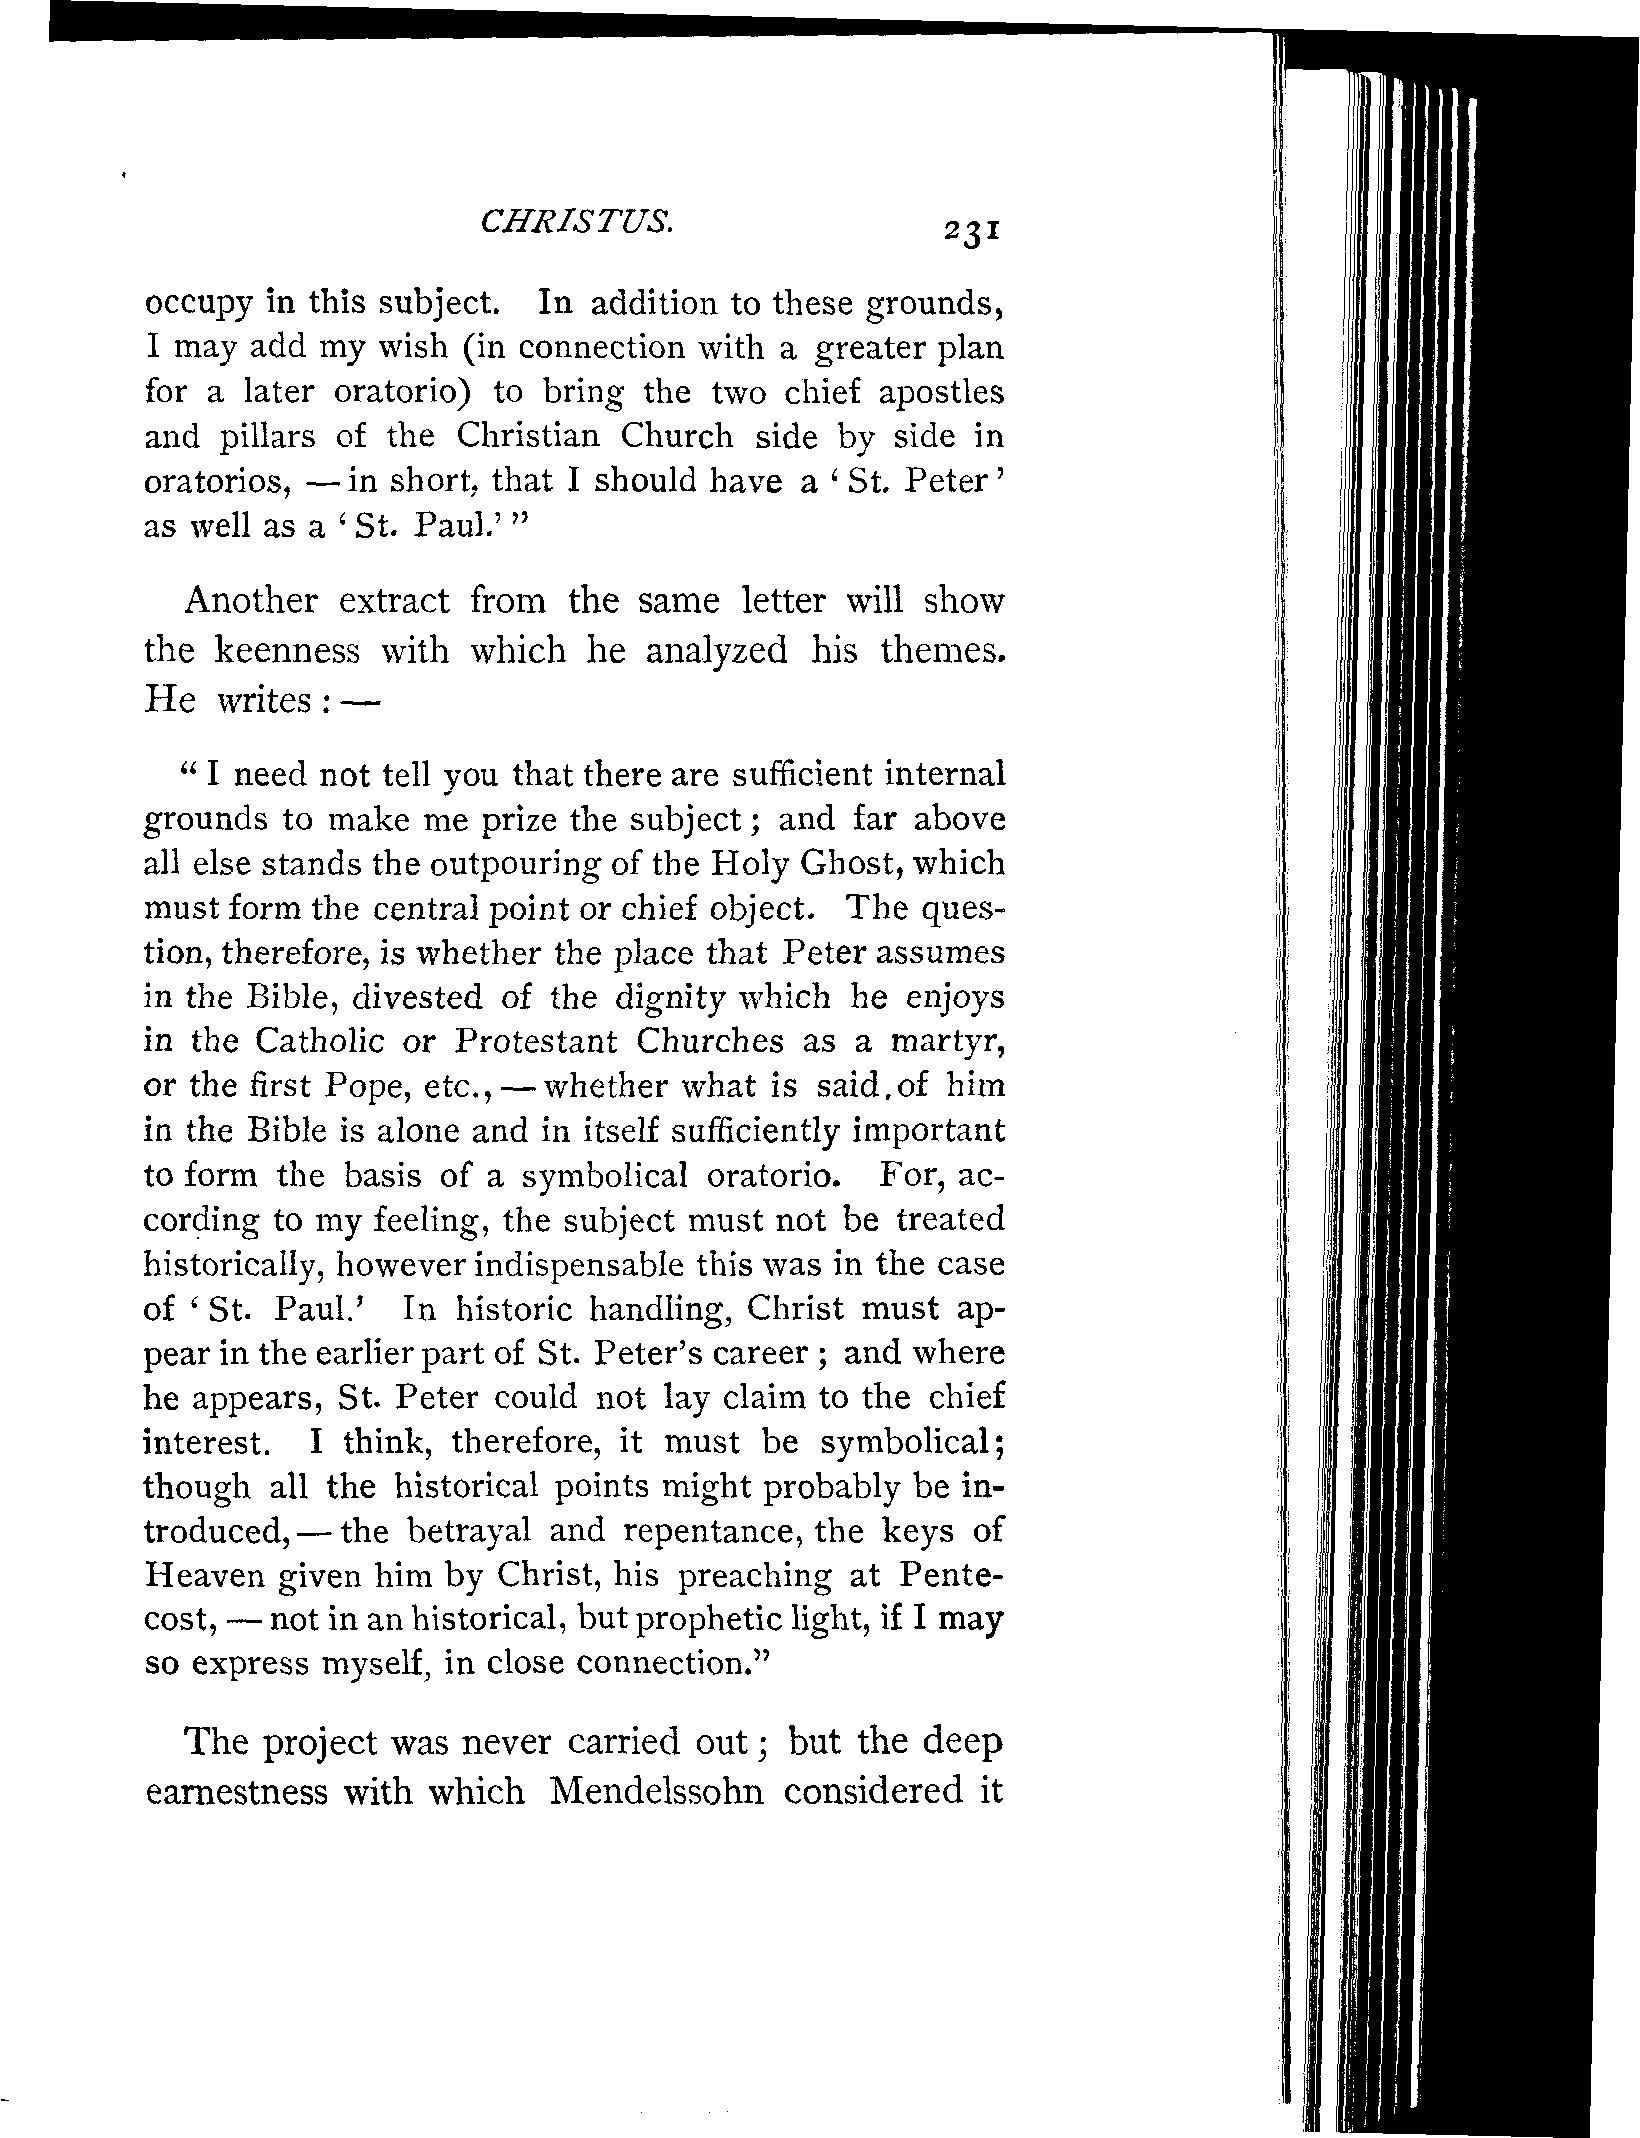 CHRISTUS. 231
occupy in this subject. In addition to these grounds,
I may add my wish (in connection with a greater plan
for a later oratorio) to bring the two chief apostles
and pillars of the Christian Church side by side in
oratorios, — in short, that I should have a ‘ St. Peter ’
as well as a ‘ St. Paul.’ ”
Another extract from the same letter will show
the keenness with which he analyzed his themes.
He writes : —
“ I need not tell you that there are sufficient internal
grounds to make me prize the subject ; and far above
all else stands the outpouring of the Holy Ghost, which
must form the central point or chief object. The ques-
tion, therefore, is whether the place that Peter assumes
in the Bible, divested of the dignity which he enjoys
in the Catholic or Protestant Churches as a martyr,
or the first Pope, etc., — whether what is said of him
in the Bible is alone and in itself sufficiently important
to form the basis of a symbolical oratorio. For, ac-
cording to my feeling, the subject must not be treated
historically, however indispensable this was in the case
of ‘ St. Paul.’ In historic handling, Christ must ap-
pear in the earlier part of St. Peter’s career ; and where
he appears, St. Peter could not lay claim to the chief
interest. I think, therefore, it must be symbolical;
though all the historical points might probably be in-
troduced, — the betrayal and repentance, the keys of
Heaven given him by Christ, his preaching at Pente-
cost, — not in an historical, but prophetic light, if I may
so express myself, in close connection.”
The project was never carried out ; but the deep
earnestness with which Mendelssohn considered it